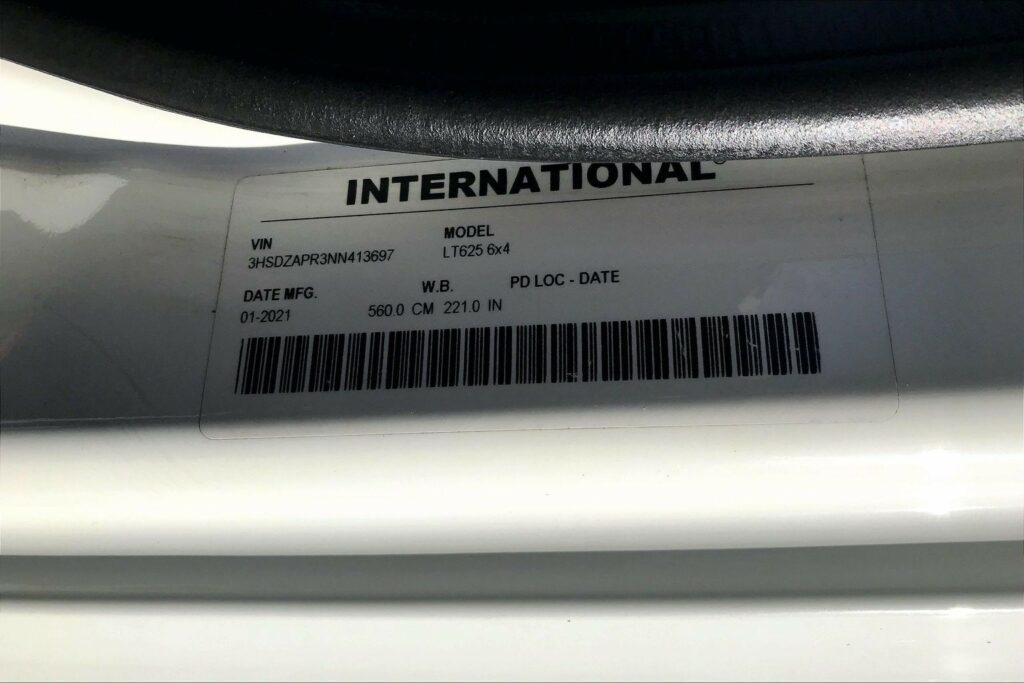 INTERNATIONAL®
VIN MODEL
3HSDZAPR3NN413697 LT625 6x4
DATE MFG. W.B. PD LOC - DATE
01-2021 560.0 CM 221.0 IN